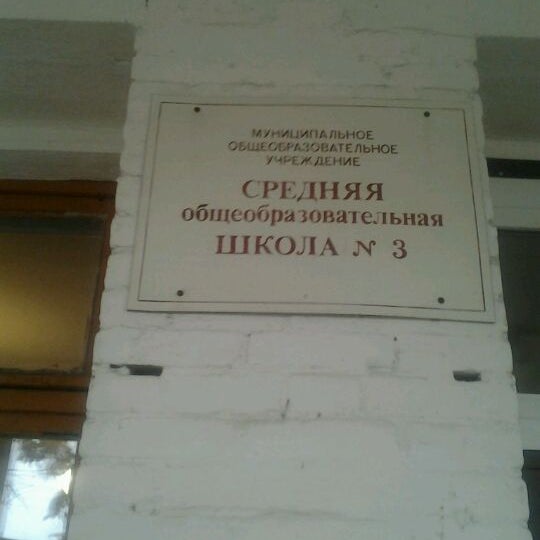 МУНИЦИПАЛЬНОЕ
ОБЩЕОБРАЗОВАТЕЛЬНОЕ
УЧРЕЖДЕНИЕ
СРЕДНЯЯ
общеобразовательная
ШКОЛА № 3